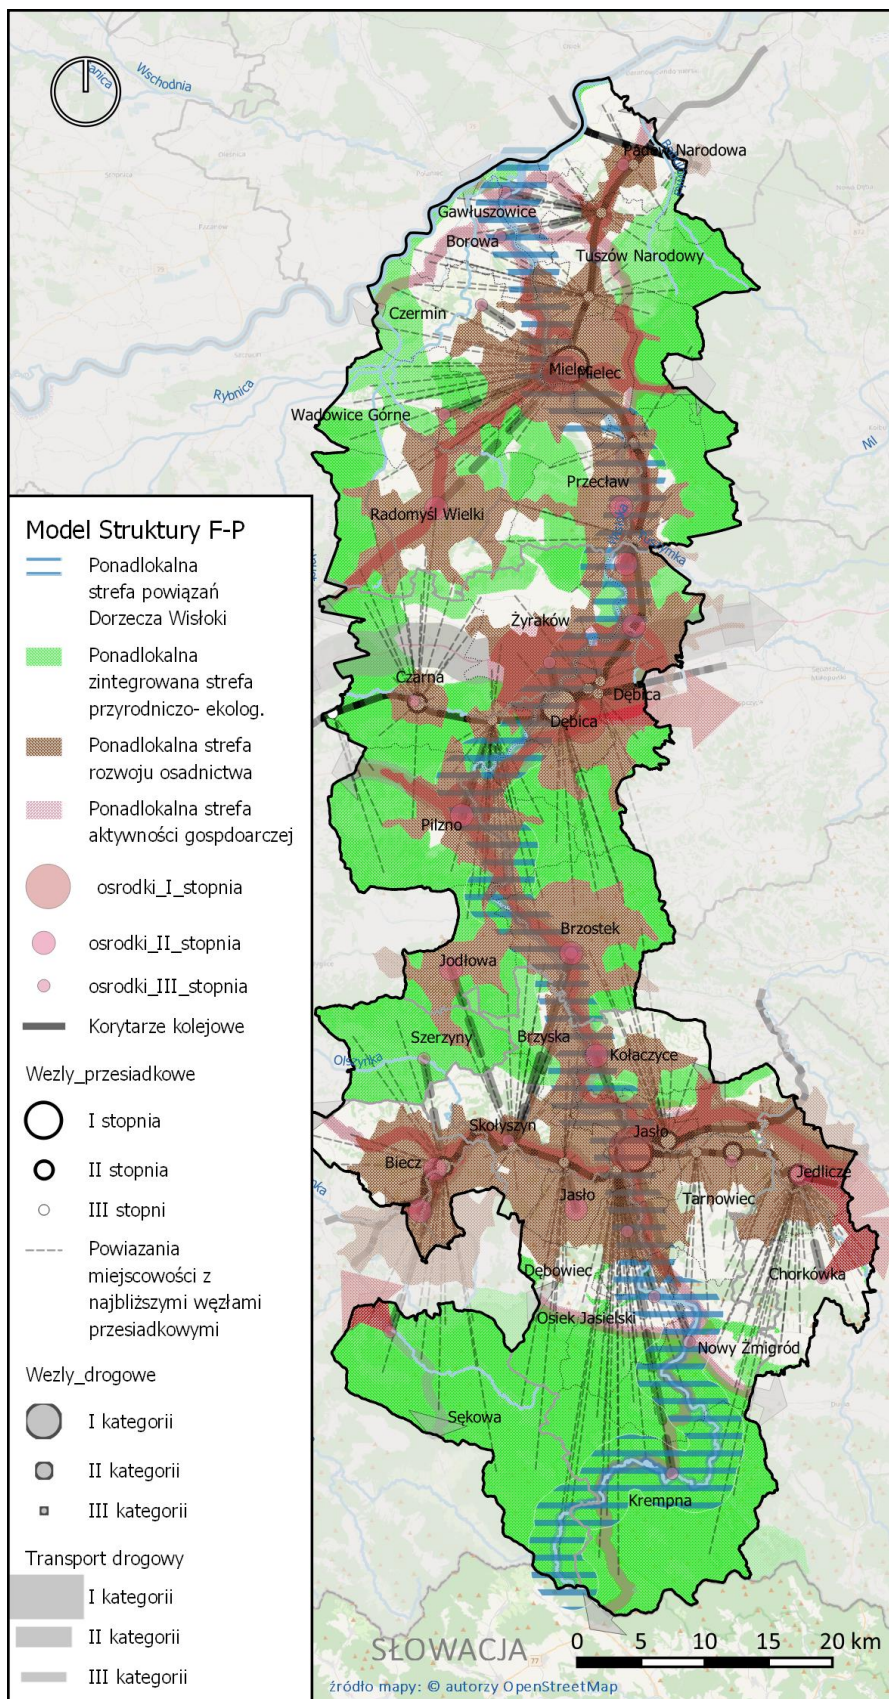 Wschodnia
Padew Narodowa
Gawłuszowice
Borowa
Tuszów Narodowy
Czermin
Mielec
Mielec
Rybnica
Wadowice Górne
Przecław
Radomyśl Wielki
Żyraków
Czarna
Dębica
Dębica
Pilzno
Brzostek
Jodłowa
Szerzyny
Brzyska
Kołaczyce
Olszynka
Skołyszyn
Jasło
Biecz
Jedlicze
Jasło
Tarnowiec
Dębowiec
Chorkówka
Osiek Jasielski
Nowy Żmigród
Sękowa
Krempna
SŁOWACJA
0 5 10 15 20 km
źródło mapy: © autorzy OpenStreetMap
Model Struktury F-P
Ponadlokalna
strefa powiązań
Dorzecza Wisłoki
Ponadlokalna
zintegrowana strefa
przyrodniczo- ekolog.
Ponadlokalna strefa
rozwoju osadnictwa
Ponadlokalna strefa
aktywności gospdoarczej
osrodki_I_stopnia
osrodki_II_stopnia
osrodki_III_stopnia
Korytarze kolejowe
Wezly_przesiadkowe
I stopnia
II stopnia
III stopni
Powiazania
miejscowości z
najbliższymi węzłami
przesiadkowymi
Wezly_drogowe
I kategorii
II kategorii
III kategorii
Transport drogowy
I kategorii
II kategorii
III kategorii